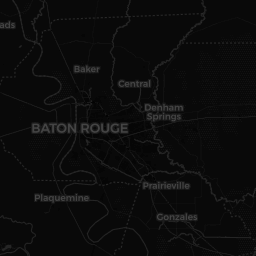 ads
Baker
Central
Denham
Springs
BATON ROUGE
Prairieville
Plaquemine
Gonzales